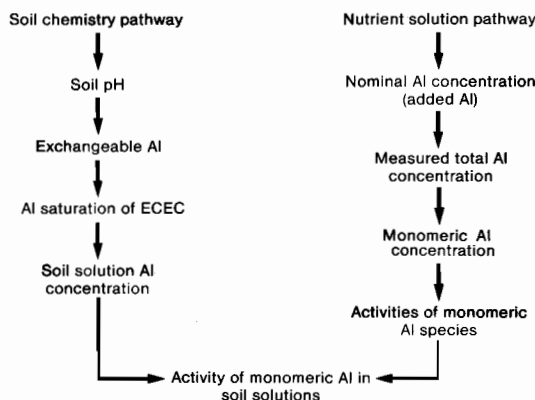 Soil chemistry pathway
Soil pH
Exchangeable Al
Al saturation of ECEC
Soil solution Al
concentration
Nutrient solution pathway
Nominal Al concentration
(added Al)
Measured total Al
concentration
Monomeric Al
concentration
Activities of monomeric
Al species
Activity of monomeric Al in
soil solutions